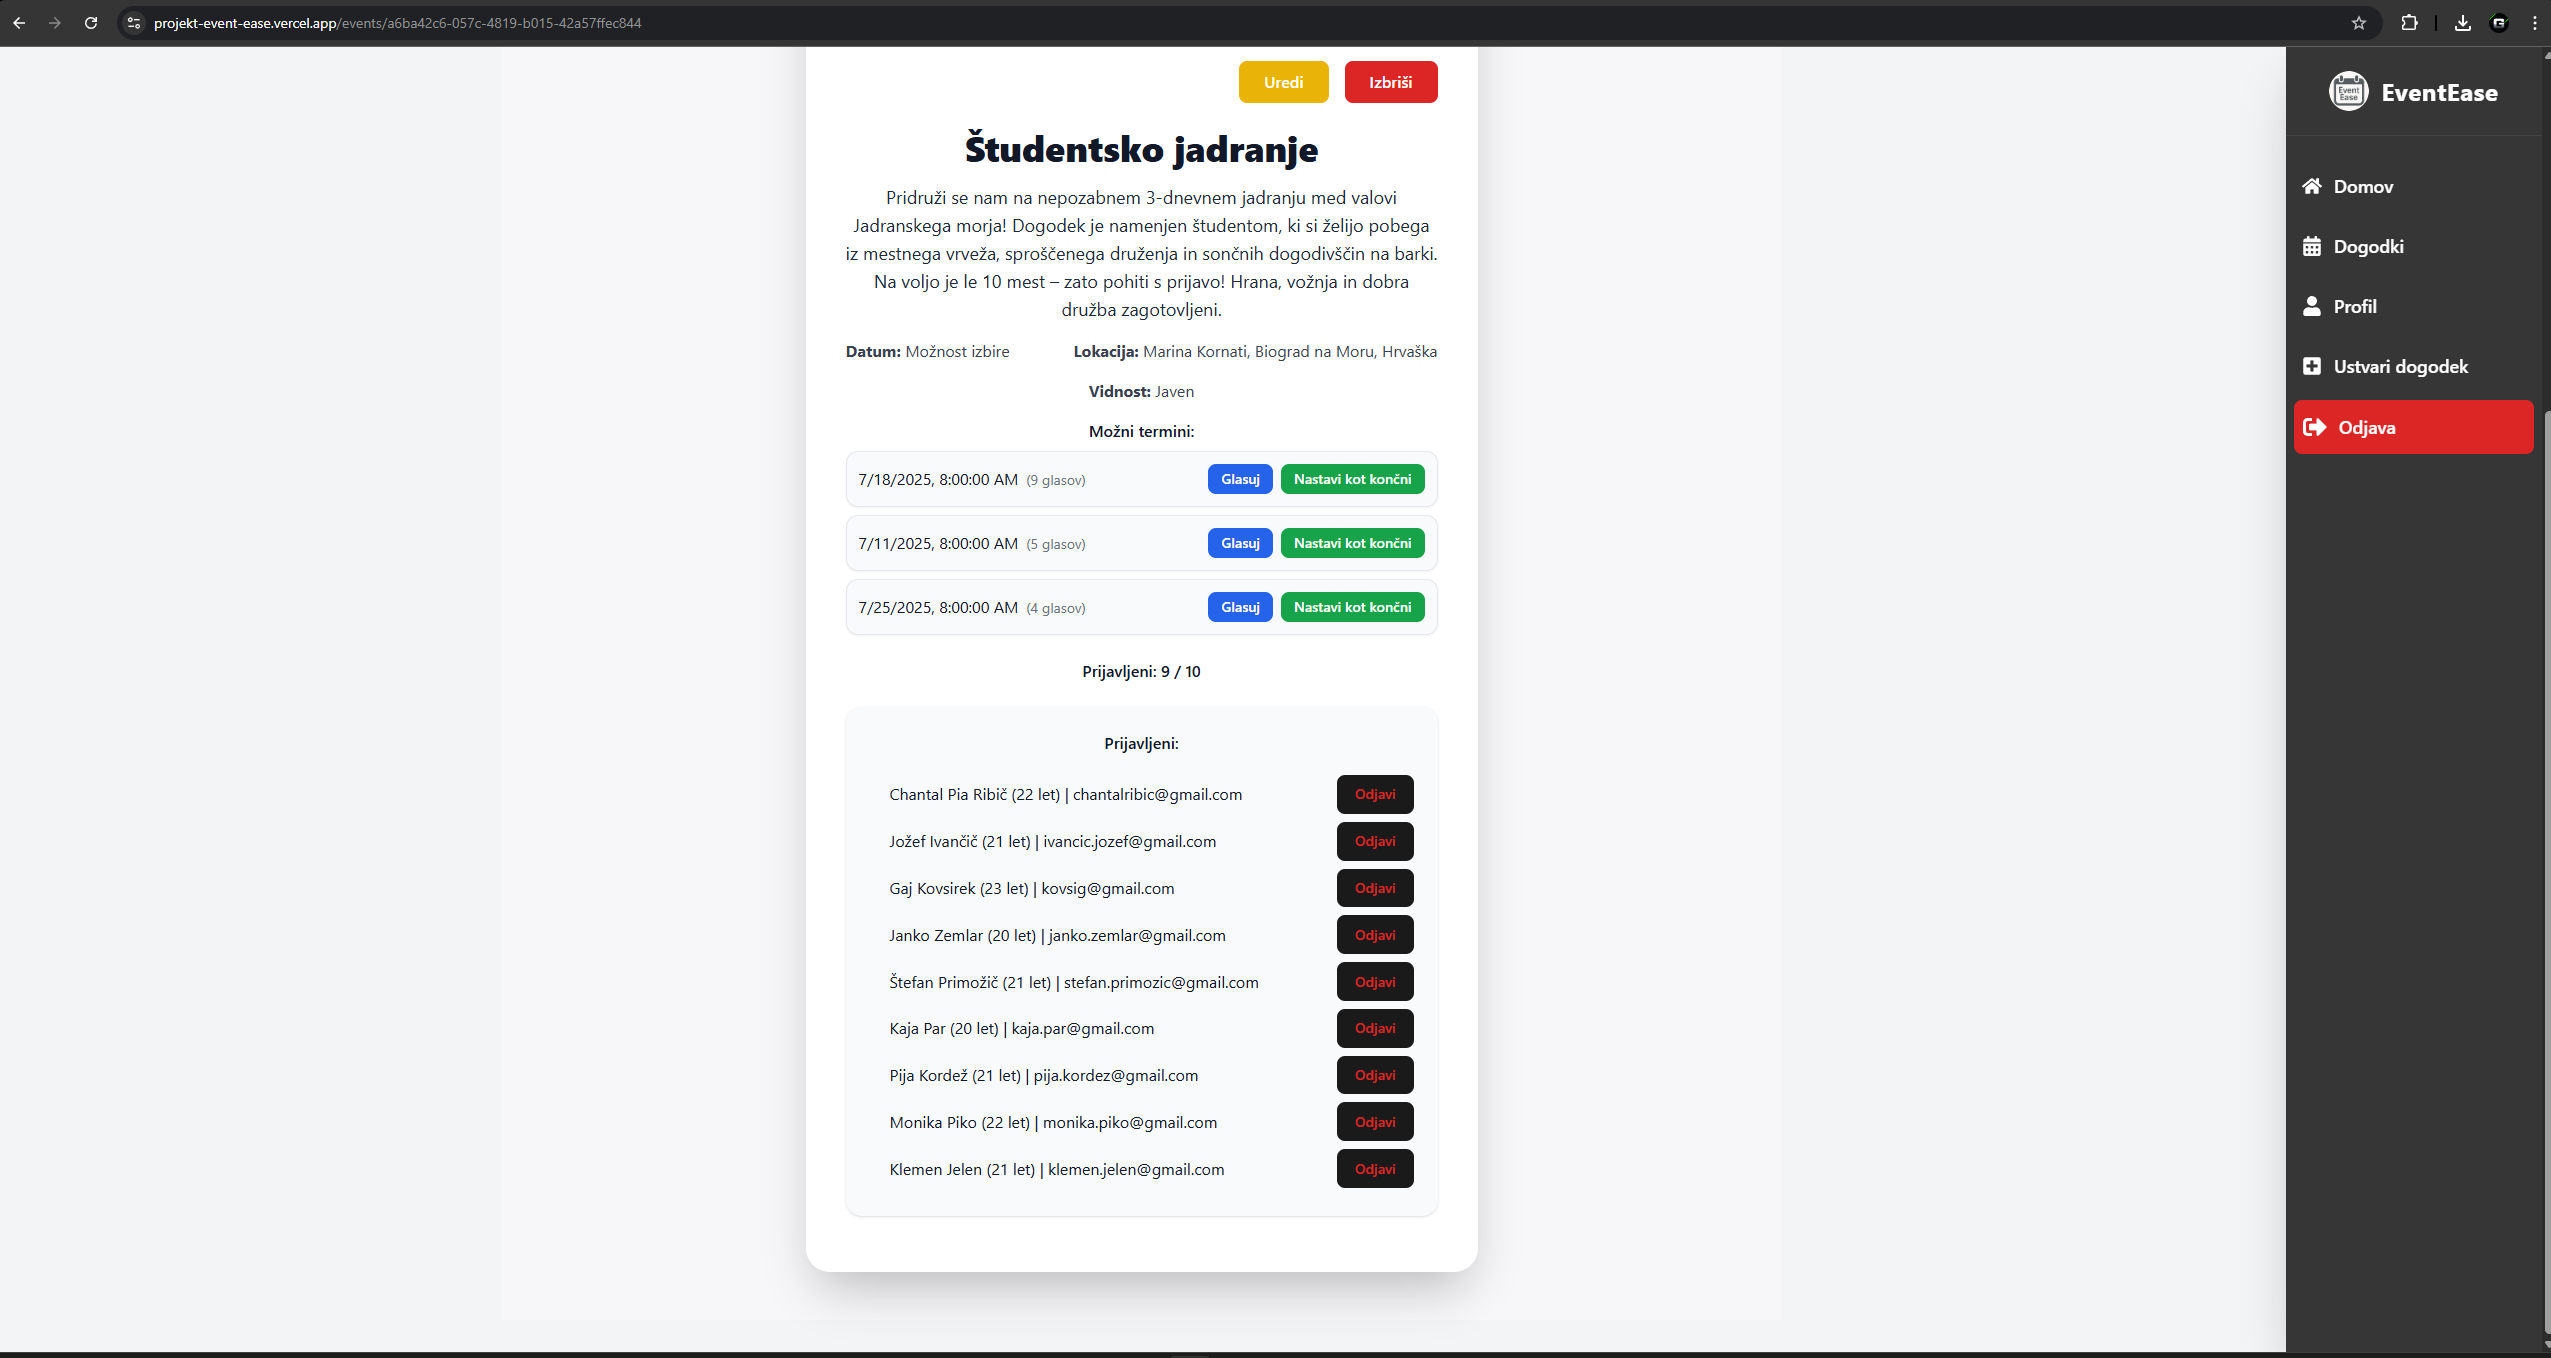 projekt-event-ease.vercel.app/events/a6ba42c6-057c-4819-b015-42a57ffec844
Uredi
Izbriši
Študentsko jadranje
Pridruži se nam na nepozabnem 3-dnevnem jadranju med valovi
Jadranskega morja! Dogodek je namenjen študentom, ki si želijo pobega
iz mestnega vrveža, sproščenega druženja in sončnih dogodivščin na barki.
Na voljo je le 10 mest – zato pohiti s prijavo! Hrana, vožnja in dobra
družba zagotovljeni.
Datum: Možnost izbire
Lokacija: Marina Kornati, Biograd na Moru, Hrvaška
Vidnost: Javen
Možni termini:
7/18/2025, 8:00:00 AM (9 glasov) Glasuj Nastavi kot končni
7/11/2025, 8:00:00 AM (5 glasov) Glasuj Nastavi kot končni
7/25/2025, 8:00:00 AM (4 glasov) Glasuj Nastavi kot končni
Prijavljeni: 9 / 10
Prijavljeni:
Chantal Pia Ribič (22 let) | chantalribic@gmail.com Odjavi
Jožef Ivančič (21 let) | ivancic.jozef@gmail.com Odjavi
Gaj Kovsirek (23 let) | kovsig@gmail.com Odjavi
Janko Zemlar (20 let) | janko.zemlar@gmail.com Odjavi
Štefan Primožič (21 let) | stefan.primozic@gmail.com Odjavi
Kaja Par (20 let) | kaja.par@gmail.com Odjavi
Pija Kordež (21 let) | pija.kordez@gmail.com Odjavi
Monika Piko (22 let) | monika.piko@gmail.com Odjavi
Klemen Jelen (21 let) | klemen.jelen@gmail.com Odjavi
Event
Ease
EventEase
Domov
Dogodki
Profil
Ustvari dogodek
Odjava